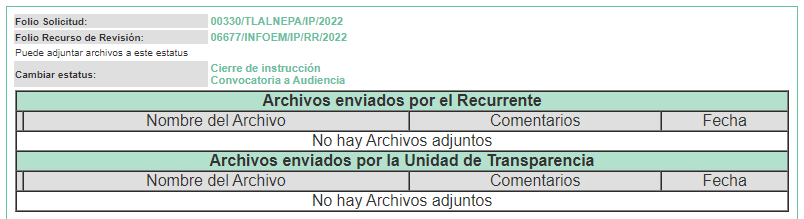 Folio Solicitud: 00330/TLALNEPA/IP/2022
Folio Recurso de Revisión: 06677/INFOEM/IP/RR/2022
Puede adjuntar archivos a este estatus
Cambiar estatus: Cierre de instrucción
Convocatoria a Audiencia
Archivos enviados por el Recurrente
Nombre del Archivo Comentarios Fecha
No hay Archivos adjuntos
Archivos enviados por la Unidad de Transparencia
Nombre del Archivo Comentarios Fecha
No hay Archivos adjuntos